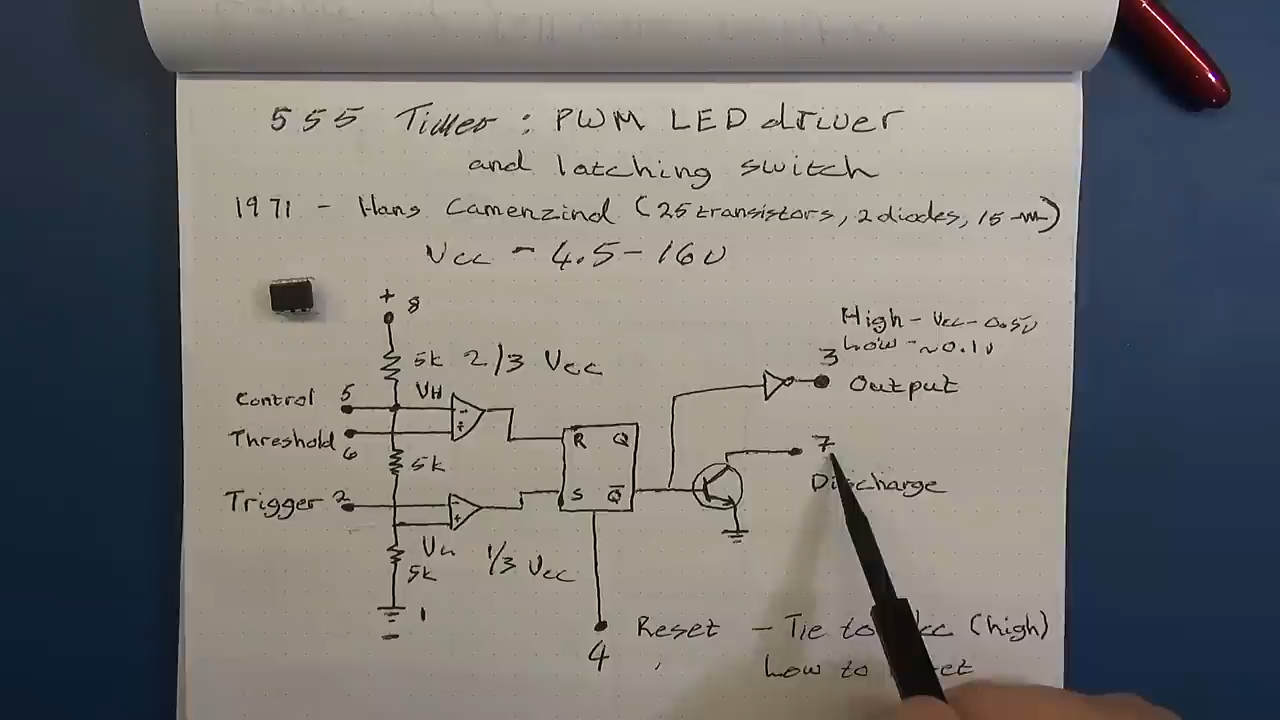 555 Timer : PWM LED driver
and latching switch
1971 - Hans Camenzind (25 transistors, 2 diodes, 15
Vcc - 4.5-16V
+ 8
High - Vcc - 0.5V
Low - ~0.1V
5k 2/3 Vcc
3
Output
Control 5 VH
- +
Threshold 6
R Q
7
5k
Trigger 2
S Q̅
Discharge
- +
VL 1/3 Vcc
5k
1
Reset - Tie to Vcc (high)
4
Low to